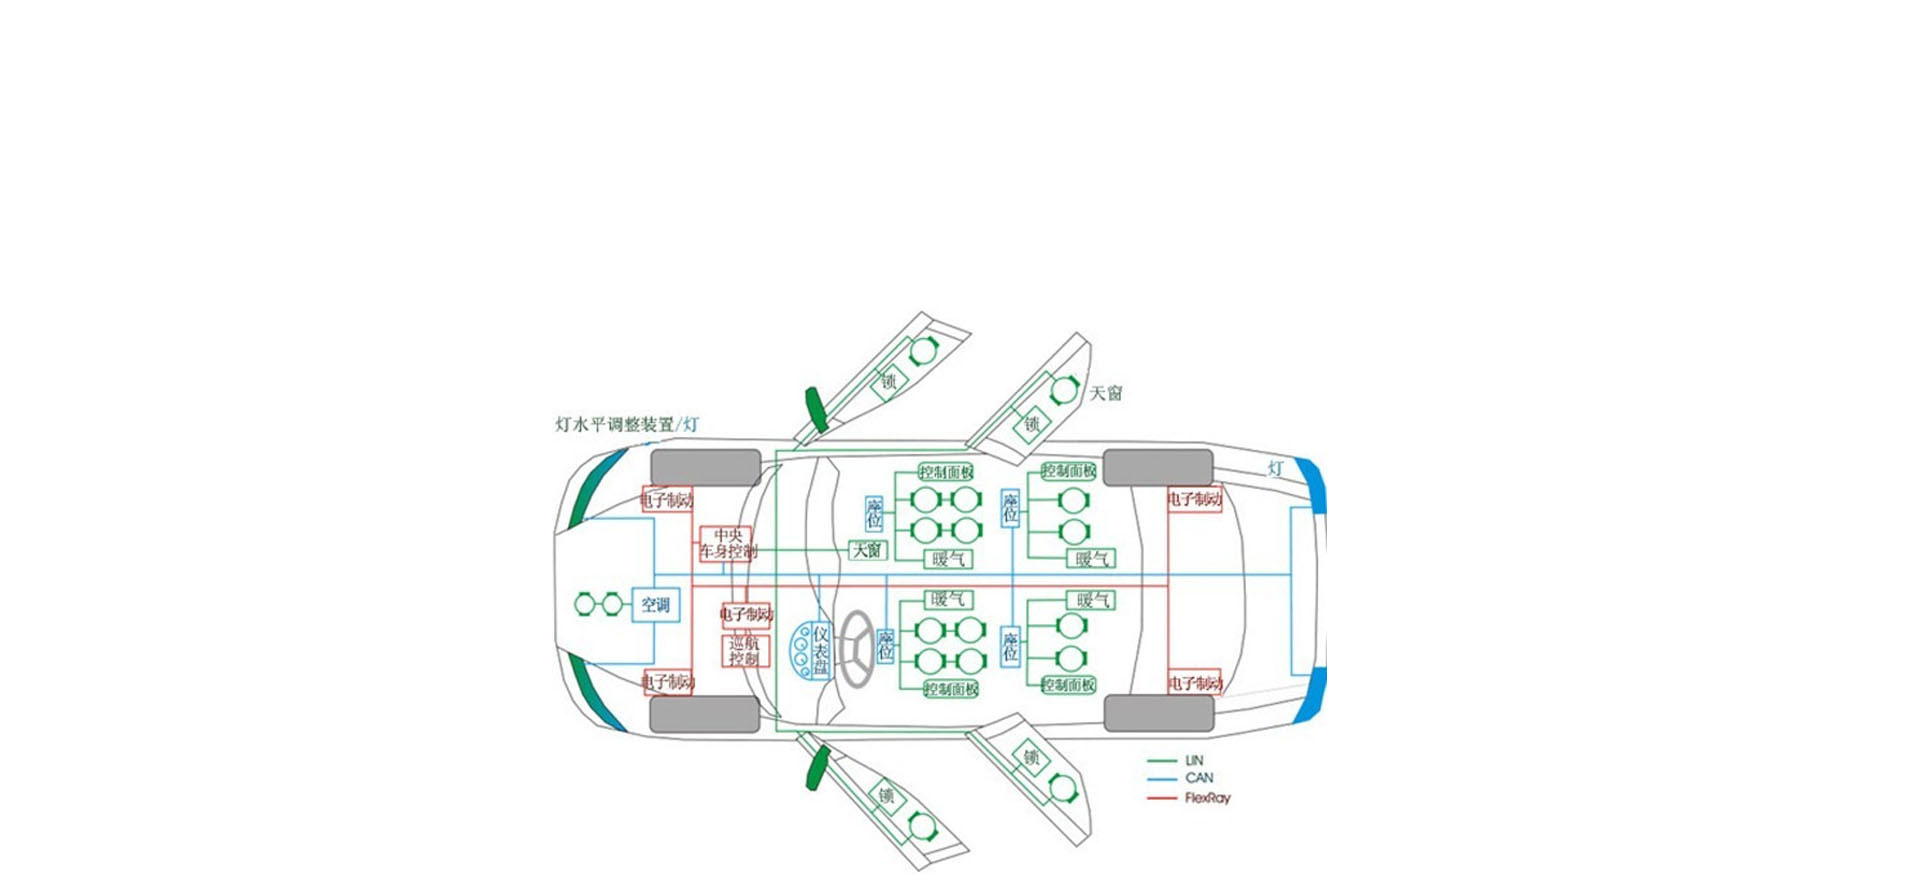 锁
锁
天窗
灯水平调整装置/灯
控制面板
控制面板
灯
电子制动
座位
座位
电子制动
中央
车身控制
天窗
暖气
暖气
空调
暖气
暖气
电子制动
仪表盘
座位
座位
巡航
控制
电子制动
控制面板
控制面板
电子制动
锁
LIN
CAN
锁
FlexRay